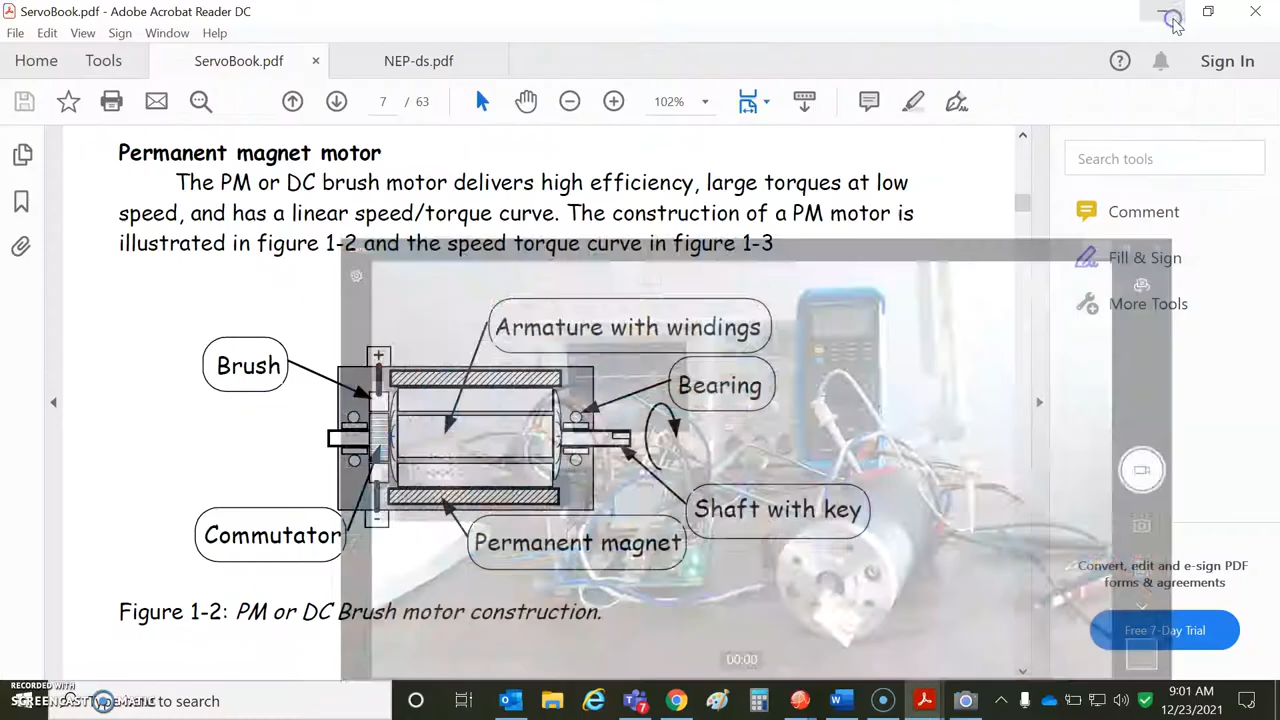 ServoBook.pdf - Adobe Acrobat Reader DC
File Edit View Sign Window Help
Home Tools ServoBook.pdf × NEP-ds.pdf Sign In
7 / 63 102%
Permanent magnet motor
The PM or DC brush motor delivers high efficiency, large torques at low
speed, and has a linear speed/torque curve. The construction of a PM motor is
illustrated in figure 1-2 and the speed torque curve in figure 1-3
Search tools
Comment
Fill & Sign
More Tools
Armature with windings
Brush
+
Bearing
Shaft with key
Commutator
-
Permanent magnet
Figure 1-2: PM or DC Brush motor construction.
Convert, edit and e-sign PDF
forms & agreements
Free 7-Day Trial
00:00
RECORDED WITH
SCREENCAST-O-MATIC
Type here to search
9:01 AM
12/23/2021